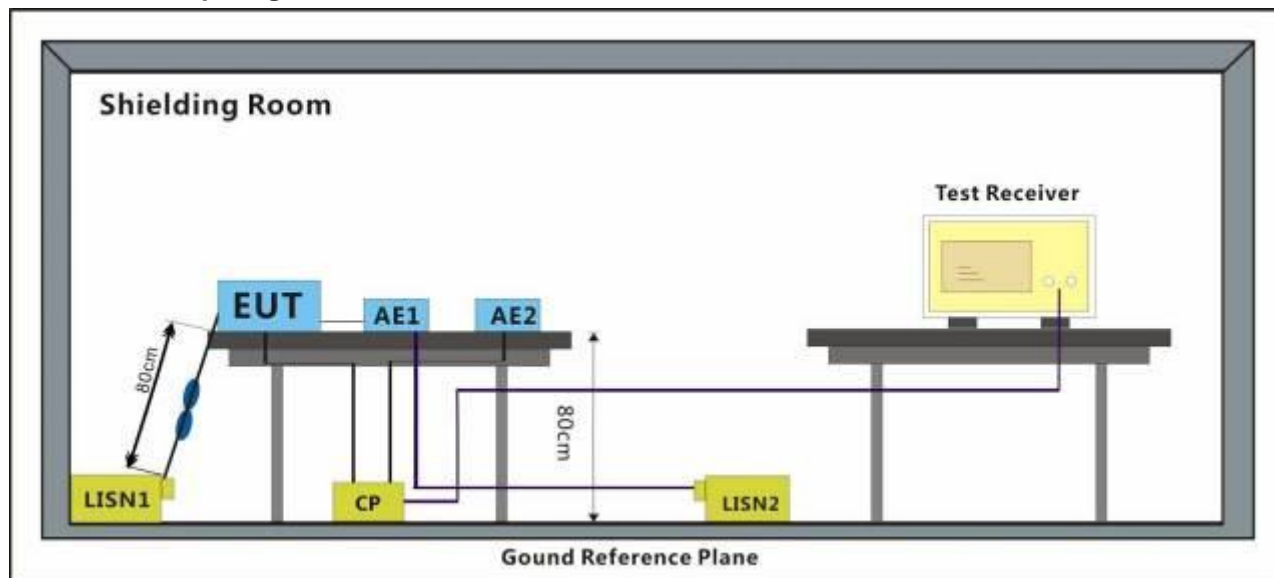 Shielding Room
Test Receiver
EUT
AE1
AE2
80cm
80cm
LISN1
CP
LISN2
Gound Reference Plane